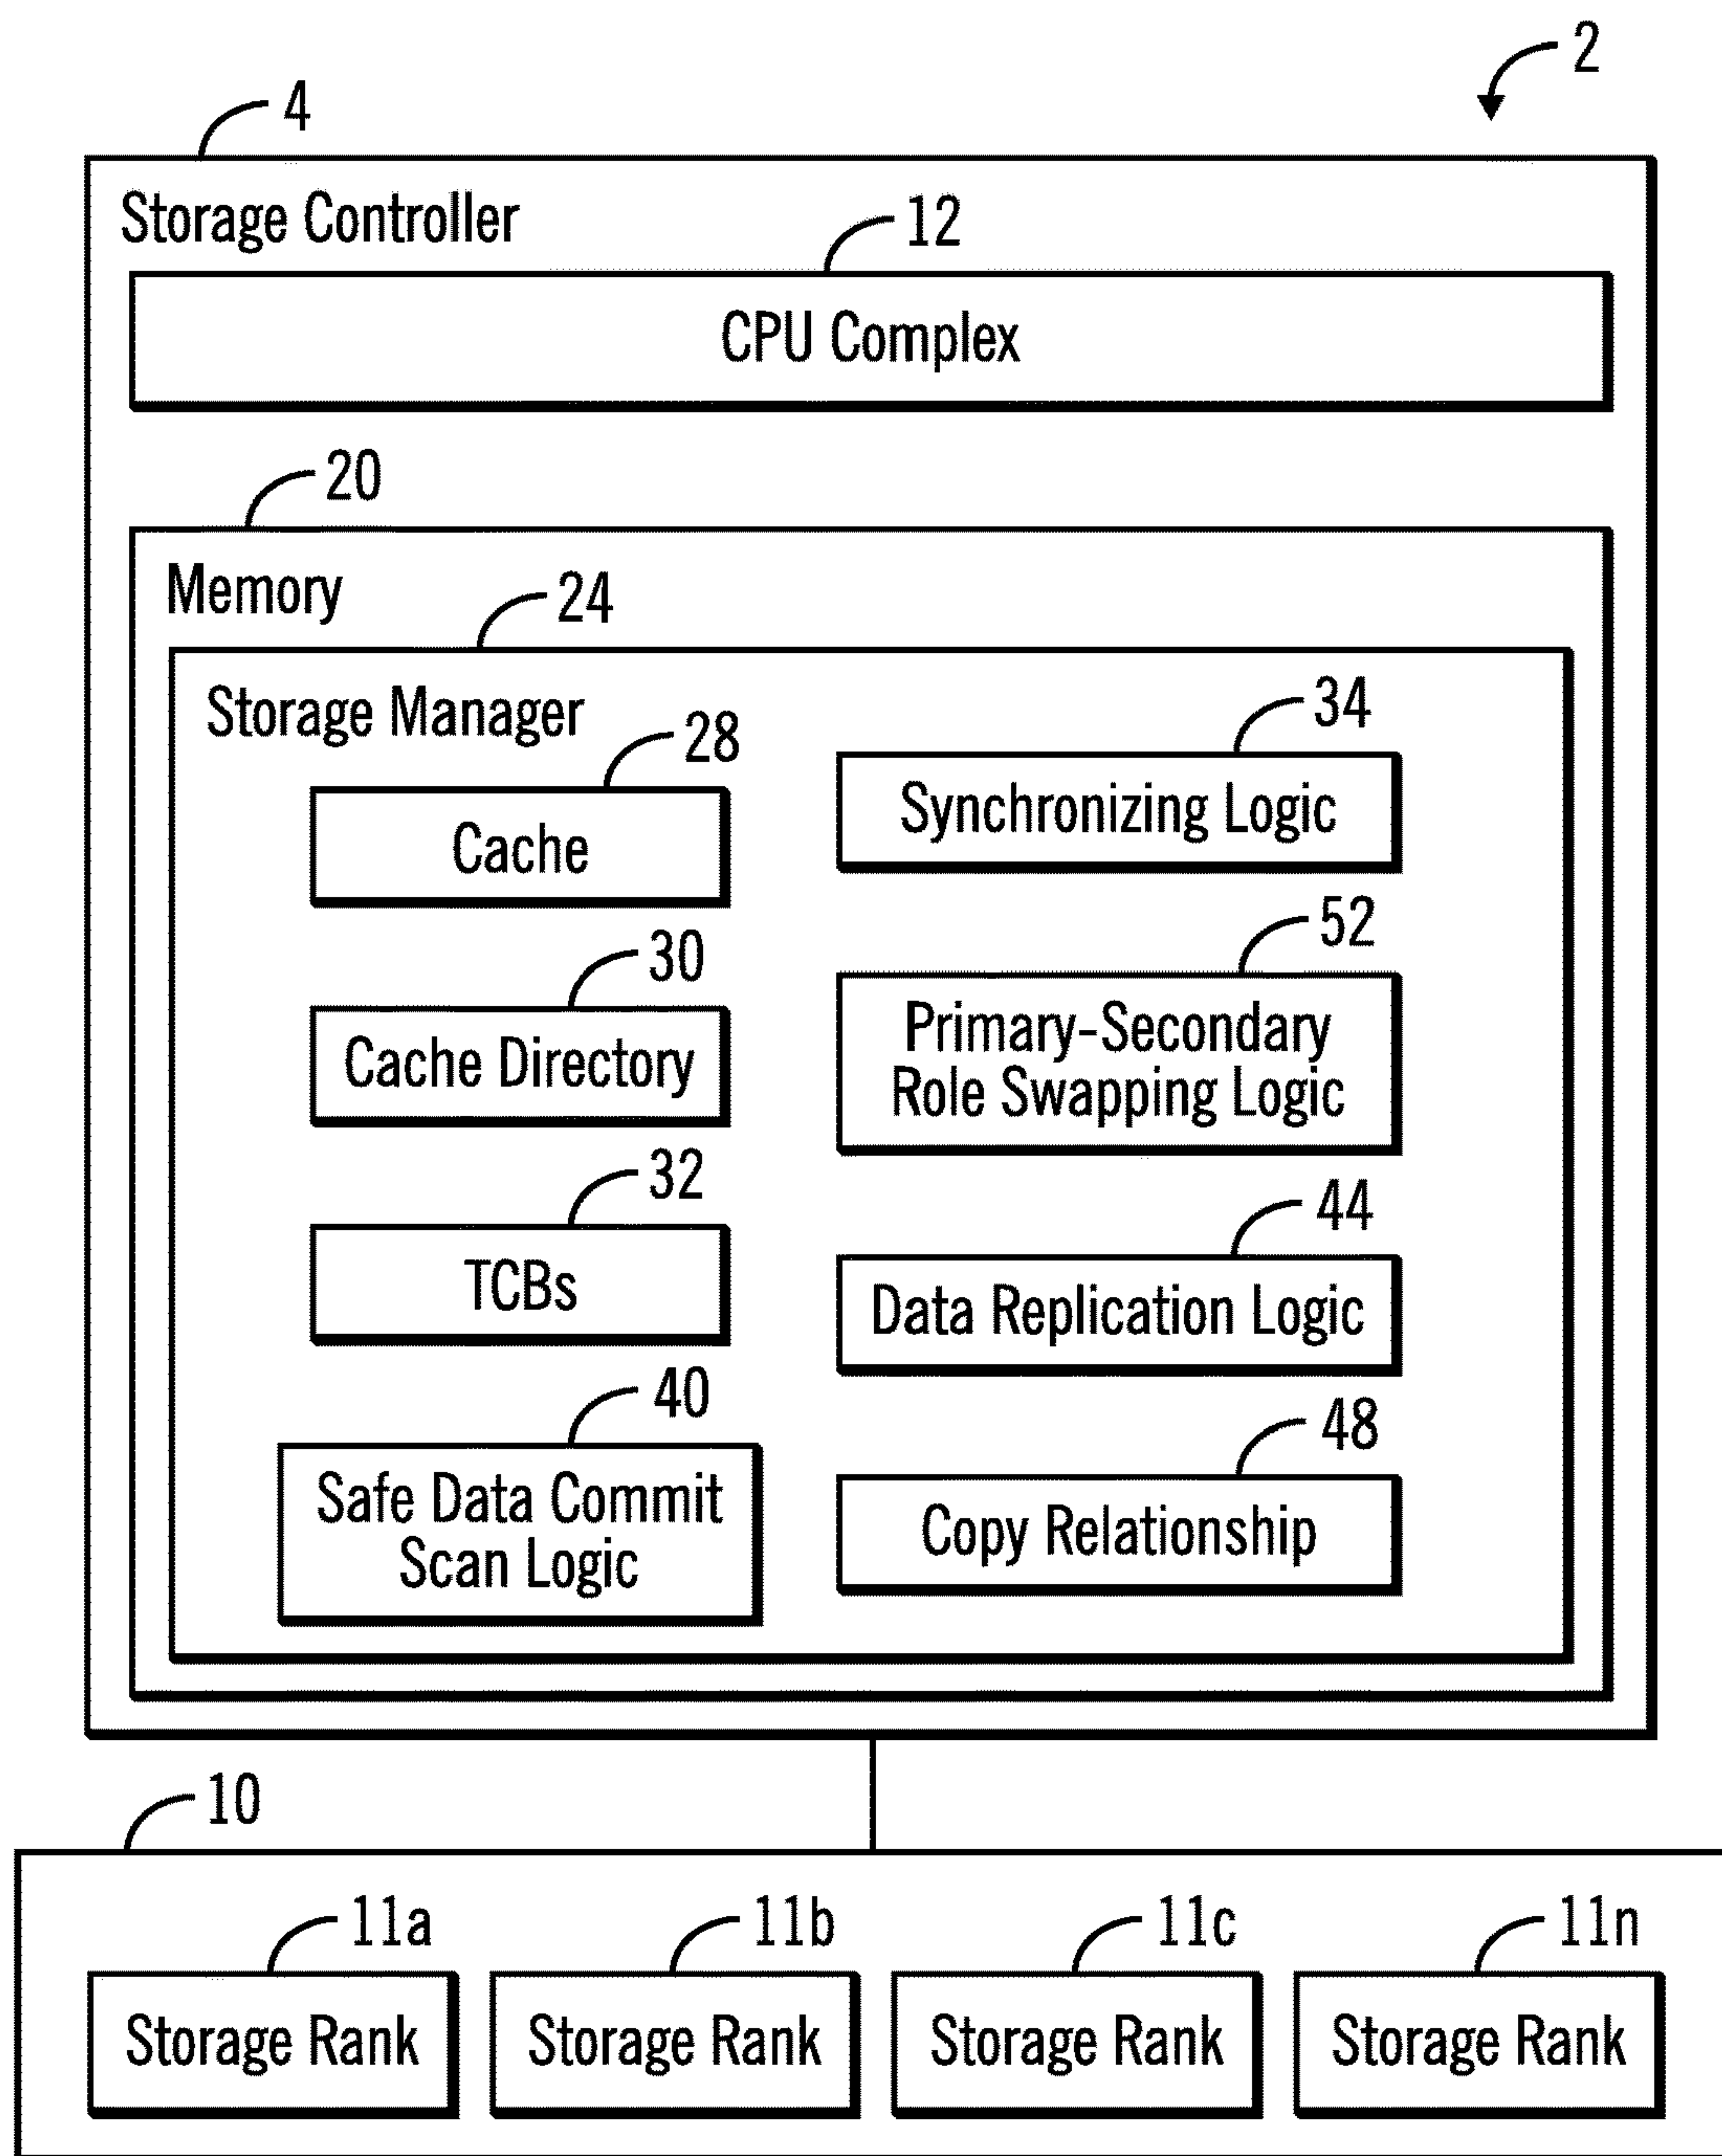 2
4
Storage Controller
12
CPU Complex
20
Memory
24
Storage Manager
28
Cache
34
Synchronizing Logic
30
Cache Directory
52
Primary-Secondary
Role Swapping Logic
32
TCBs
44
Data Replication Logic
40
Safe Data Commit
Scan Logic
48
Copy Relationship
10
11a
Storage Rank
11b
Storage Rank
11c
Storage Rank
11n
Storage Rank